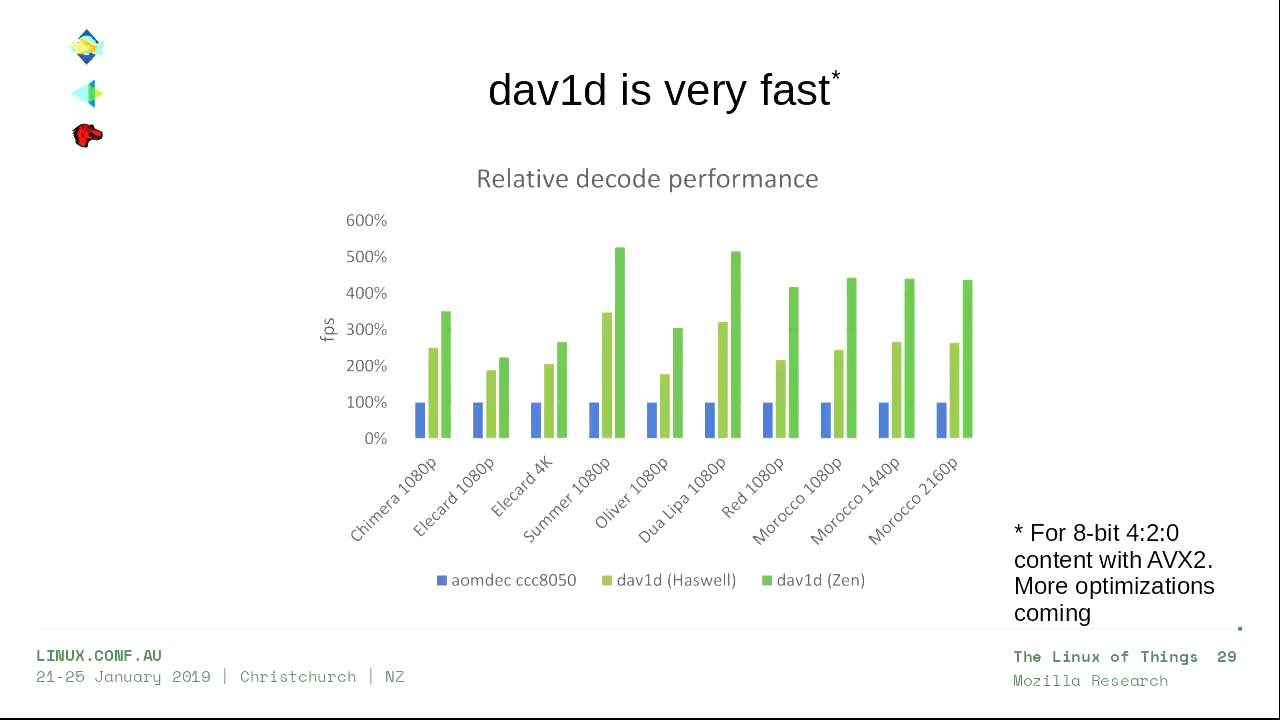 dav1d is very fast*
Relative decode performance
600%
500%
400%
300%
200%
100%
0%
fps
Chimera 1080p
Elecard 1080p
Elecard 4K
Summer 1080p
Oliver 1080p
Dua Lipa 1080p
Red 1080p
Morocco 1080p
Morocco 1440p
Morocco 2160p
aomdec ccc8050
dav1d (Haswell)
dav1d (Zen)
* For 8-bit 4:2:0
content with AVX2.
More optimizations
coming
LINUX.CONF.AU
21-25 January 2019 | Christchurch | NZ
The Linux of Things 29
Mozilla Research